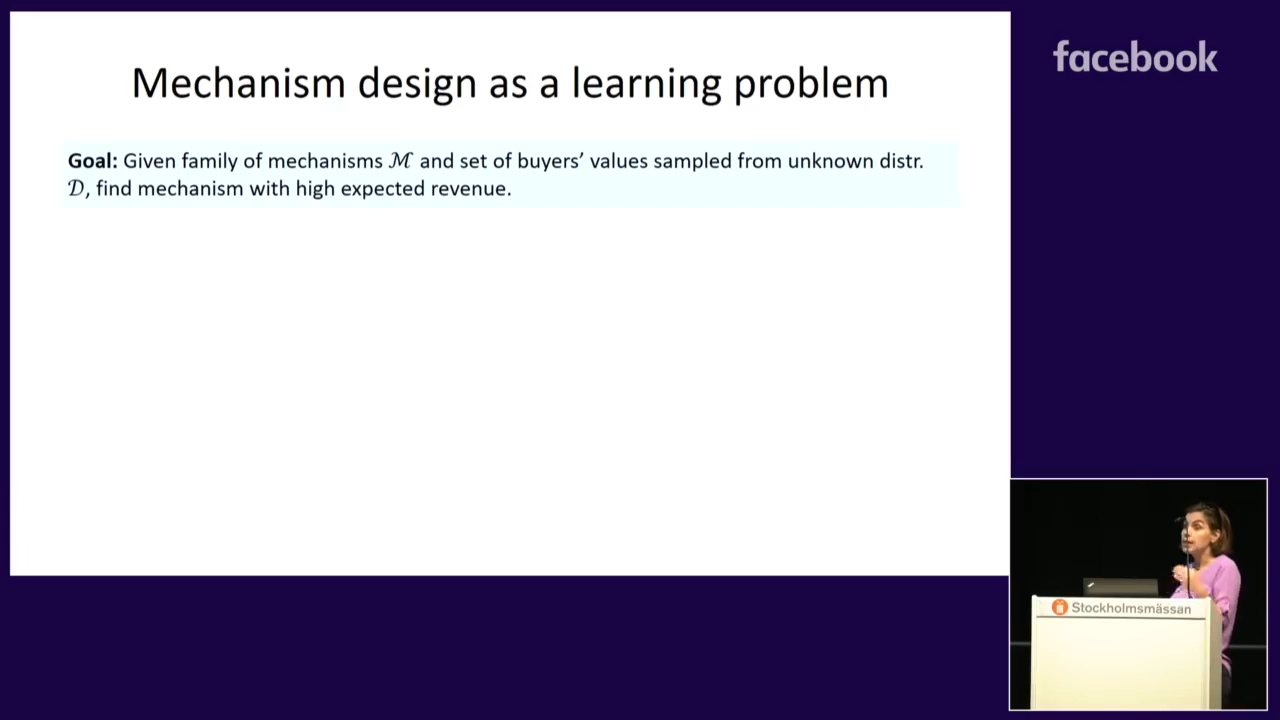 Mechanism design as a learning problem
Goal: Given family of mechanisms ℳ and set of buyers’ values sampled from unknown distr.
𝒟, find mechanism with high expected revenue.
facebook
Stockholmsmässan